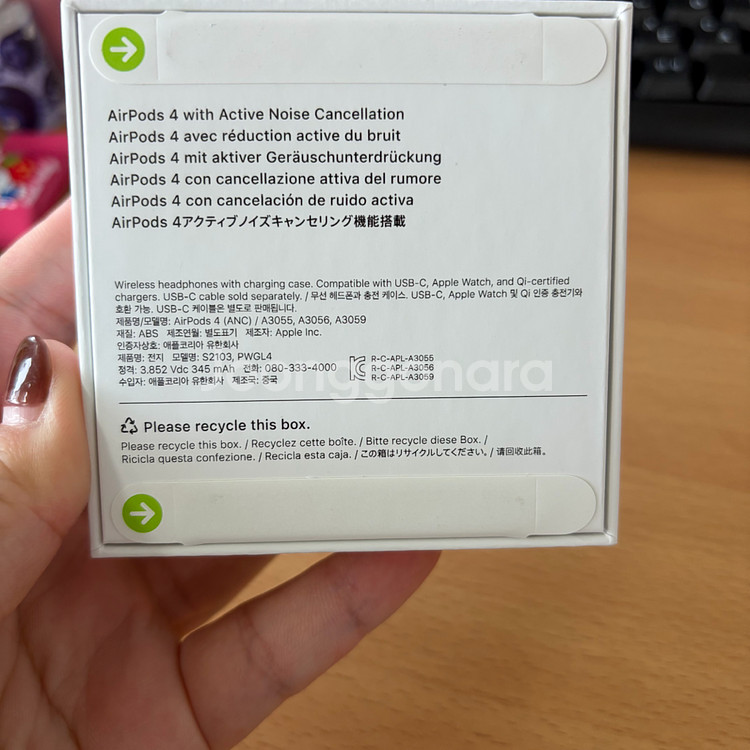 AirPods 4 with Active Noise Cancellation
AirPods 4 avec réduction active du bruit
AirPods 4 mit aktiver Geräuschunterdrückung
AirPods 4 con cancellazione attiva del rumore
AirPods 4 con cancelación de ruido activa
AirPods 4アクティブノイズキャンセリング機能搭載
Wireless headphones with charging case. Compatible with USB-C, Apple Watch, and Qi-certified
chargers. USB-C cable sold separately. / 무선 헤드폰과 충전 케이스. USB-C, Apple Watch 및 Qi 인증 충전기와
호환 가능. USB-C 케이블은 별도로 판매됩니다.
제품명/모델명: AirPods 4 (ANC) / A3055, A3056, A3059
재질: ABS 제조연월: 별도표기 제조자: Apple Inc.
인증자상호: 애플코리아 유한회사
제품명: 전지 모델명: S2103, PWGL4
정격: 3.852 Vdc 345 mAh 전화: 080-333-4000
수입자: 애플코리아 유한회사 제조국: 중국
R-C-APL-A3055
R-C-APL-A3056
R-C-APL-A3059
Joonggonara
Please recycle this box.
Please recycle this box. / Recyclez cette boîte. / Bitte recycle diese Box. /
Ricicla questa confezione. / Recicla esta caja. / この箱はリサイクルしてください。 / 请回收此箱。